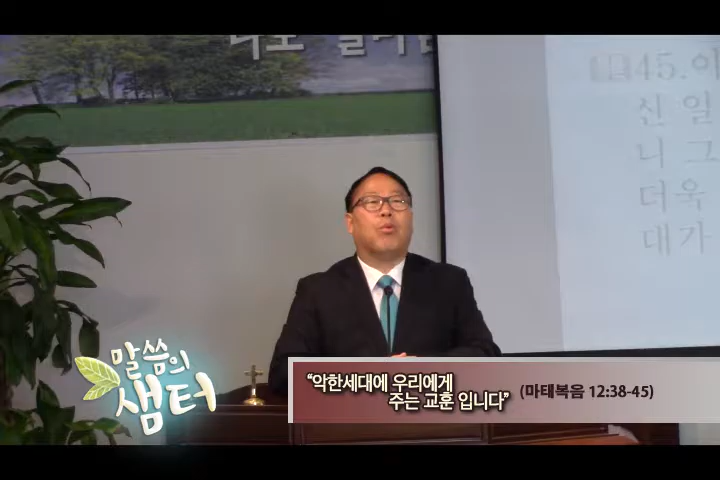 45. 이
신 일
니 그
더욱
대가
말씀의
샘터
“악한세대에 우리에게
주는 교훈 입니다”
(마태복음 12:38-45)